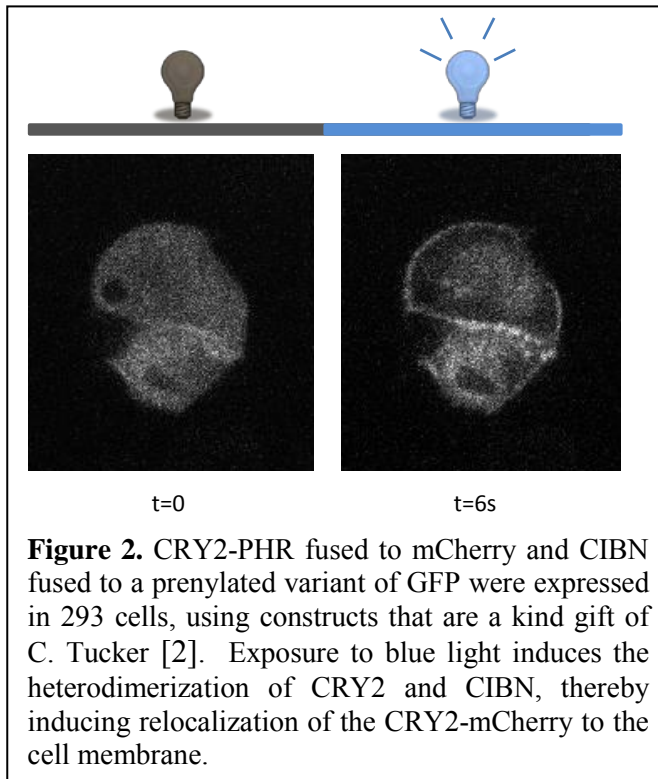 t=0
t=6s
Figure 2. CRY2-PHR fused to mCherry and CIBN
fused to a prenylated variant of GFP were expressed
in 293 cells, using constructs that are a kind gift of
C. Tucker [2]. Exposure to blue light induces the
heterodimerization of CRY2 and CIBN, thereby
inducing relocalization of the CRY2-mCherry to the
cell membrane.